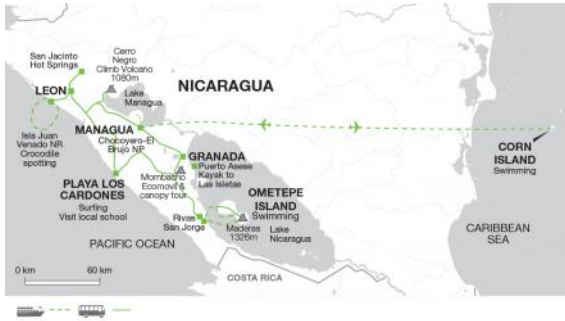 San Jacinto
Hot Springs
Cerro
Negro
Climb Volcano
1080m
NICARAGUA
LEON
Lake
Managua
MANAGUA
Chocoyero-El
Brujo NP
Isla Juan
Venado NR
Crocodile
spotting
GRANADA
Puerto Asese
Kayak to
Las Isletas
CORN
ISLAND
Swimming
Mombacho
Ecomovil &
canopy tour
PLAYA LOS
CARDONES
Surfing
Visit local school
OMETEPE
ISLAND
Swimming
Rivas
San Jorge
Maderas
1326m
Lake
Nicaragua
PACIFIC OCEAN
CARIBBEAN
SEA
COSTA RICA
0 km
60 km